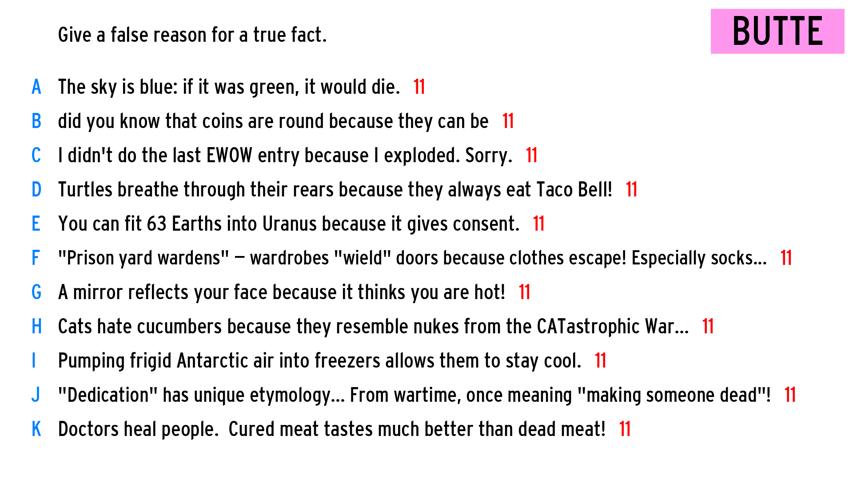 Give a false reason for a true fact.
BUTTE
A The sky is blue: if it was green, it would die. 11
B did you know that coins are round because they can be 11
C I didn't do the last EWOW entry because I exploded. Sorry. 11
D Turtles breathe through their rears because they always eat Taco Bell! 11
E You can fit 63 Earths into Uranus because it gives consent. 11
F "Prison yard wardens" – wardrobes "wield" doors because clothes escape! Especially socks... 11
G A mirror reflects your face because it thinks you are hot! 11
H Cats hate cucumbers because they resemble nukes from the CATastrophic War... 11
I Pumping frigid Antarctic air into freezers allows them to stay cool. 11
J "Dedication" has unique etymology... From wartime, once meaning "making someone dead"! 11
K Doctors heal people.  Cured meat tastes much better than dead meat! 11